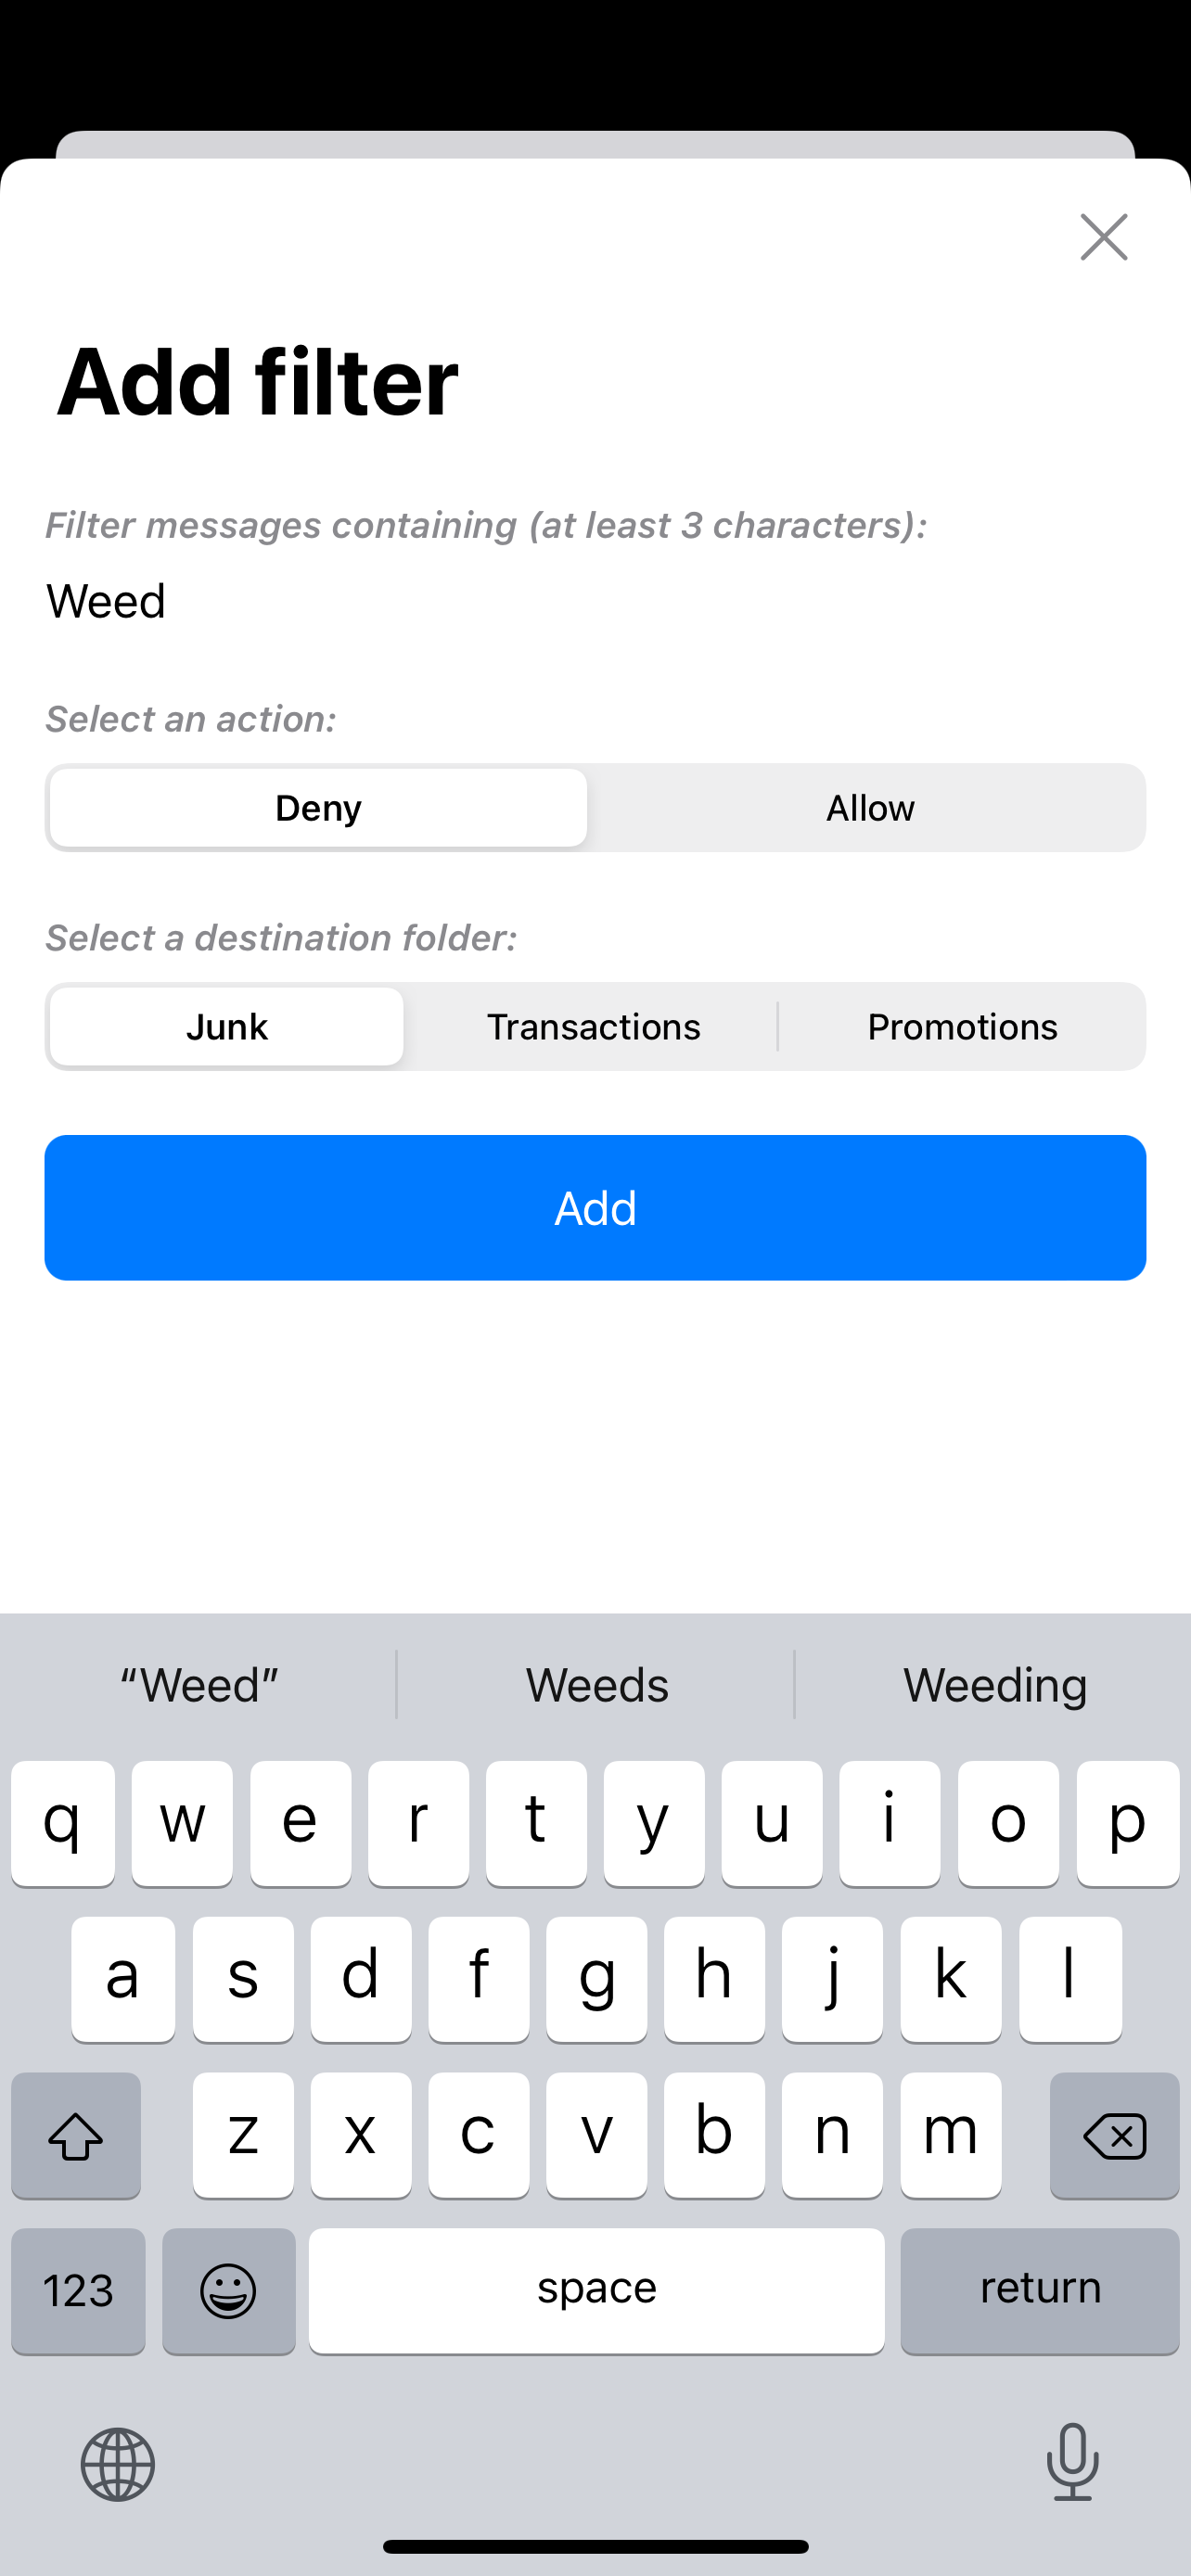 Add filter
Filter messages containing (at least 3 characters):
Weed
Select an action:
Deny Allow
Select a destination folder:
Junk Transactions Promotions
Add
“Weed” Weeds Weeding
q w e r t y u i o p
a s d f g h j k l
z x c v b n m
123 space return